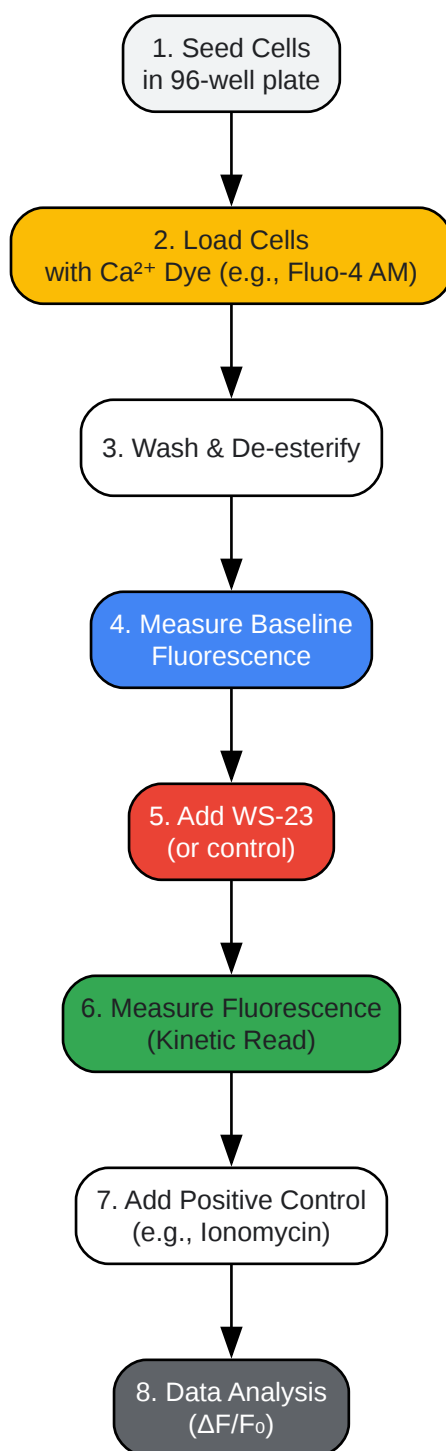 1. Seed Cells
in 96-well plate
2. Load Cells
with Ca²⁺ Dye (e.g., Fluo-4 AM)
3. Wash & De-esterify
4. Measure Baseline
Fluorescence
5. Add WS-23
(or control)
6. Measure Fluorescence
(Kinetic Read)
7. Add Positive Control
(e.g., Ionomycin)
8. Data Analysis
(ΔF/F₀)